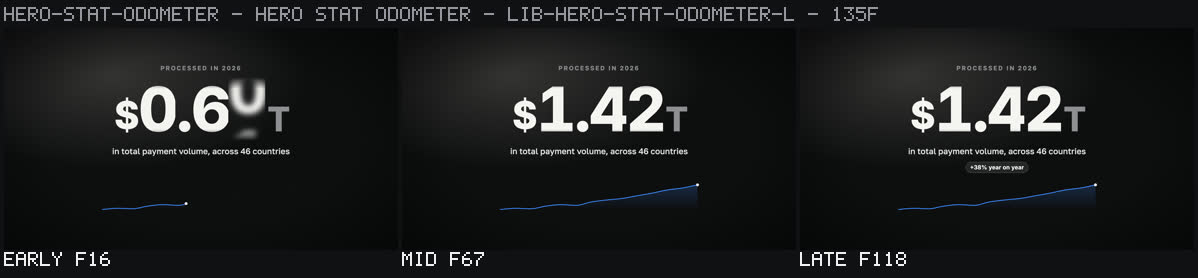 HERO-STAT-ODOMETER — HERO STAT ODOMETER — LIB-HERO-STAT-ODOMETER-L — 135F
PROCESSED IN 2026
$0.6 T
in total payment volume, across 46 countries
EARLY F16
PROCESSED IN 2026
$1.42T
in total payment volume, across 46 countries
MID F67
PROCESSED IN 2026
$1.42T
in total payment volume, across 46 countries
+38% year on year
LATE F118